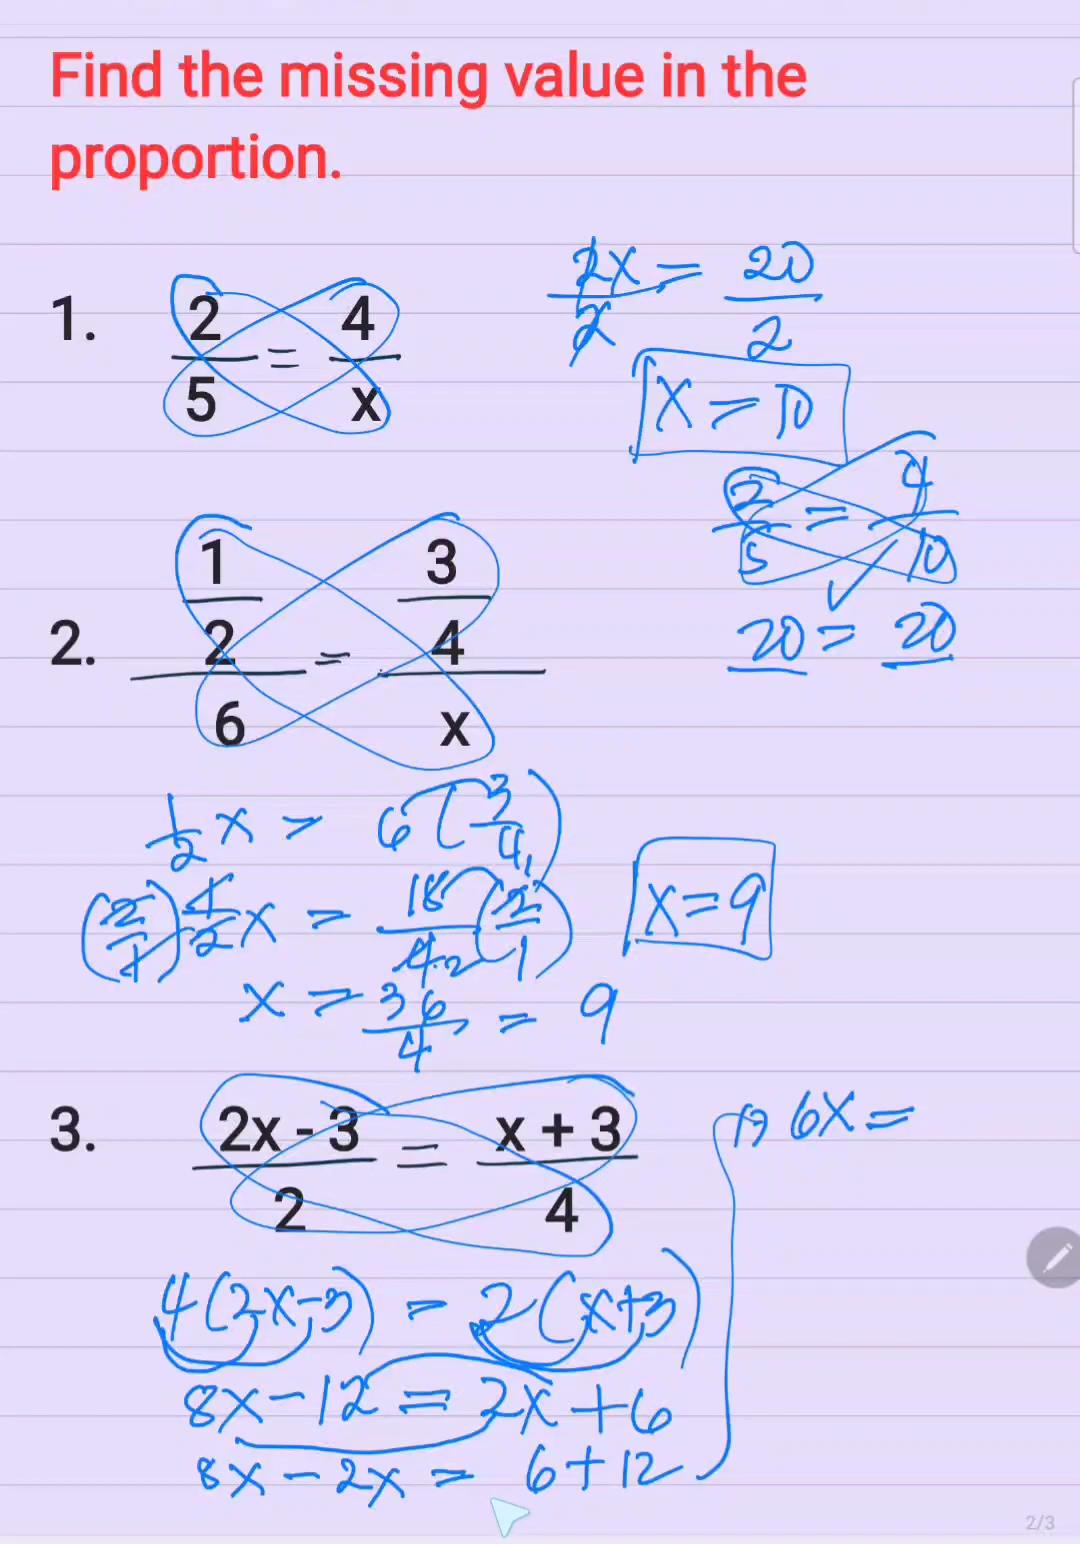 Find the missing value in the
proportion.
1. 2/5 = 4/x
2x/2 = 20/2
x = 10
2/5 = 4/10
20 = 20
2. 1/2/6 = 3/4/x
1/2 x = 6(3/4)
(2/1) 1/2 x = 18/4 2 (2/1)
x = 36/4 = 9
x = 9
3. 2x - 3/2 = x + 3/4
4(2x-3) = 2(x+3)
8x-12 = 2x+6
8x-2x = 6+12
→ 6x =
2/3